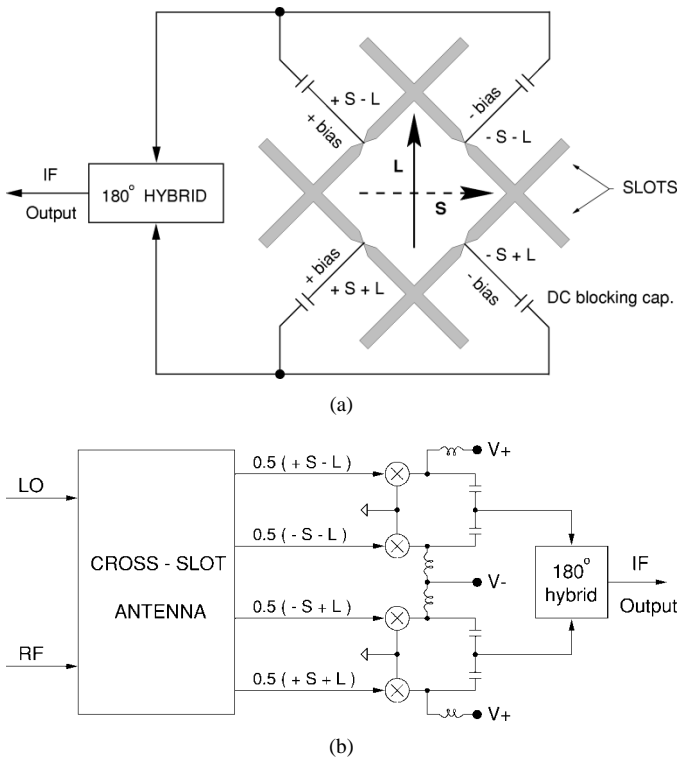 + S - L
+ bias
- bias
- S - L
IF
Output
180° HYBRID
L
S
SLOTS
+ bias
+ S + L
- S + L
- bias
DC blocking cap.
(a)
LO
RF
CROSS - SLOT
ANTENNA
0.5 ( + S - L )
0.5 ( - S - L )
0.5 ( - S + L )
0.5 ( + S + L )
V+
V-
V+
180°
hybrid
IF
Output
(b)